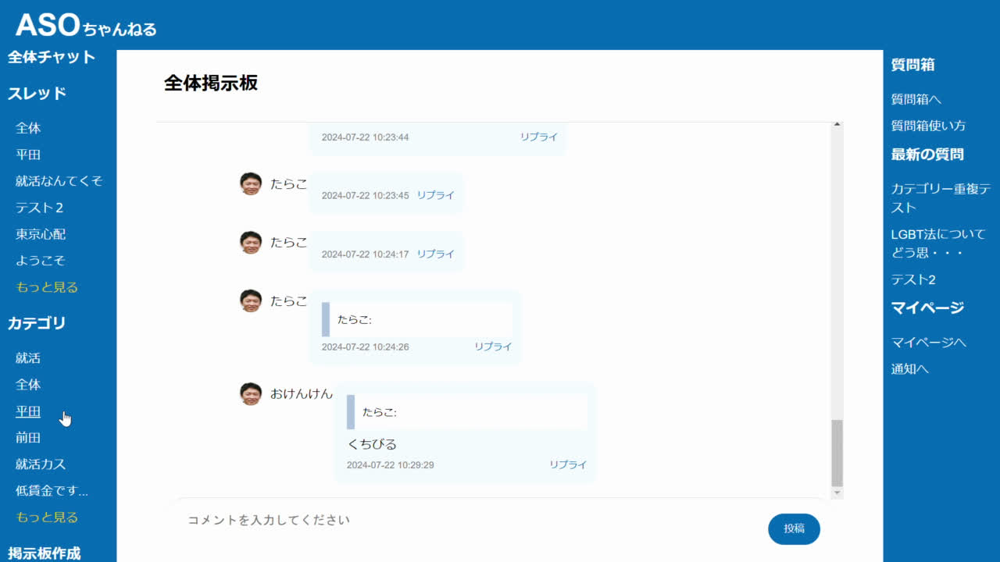 ASOちゃんねる
全体チャット
スレッド
全体
平田
就活なんてくそ
テスト２
東京心配
ようこそ
もっと見る
カテゴリ
就活
全体
平田
前田
就活カス
低賃金です...
もっと見る
掲示板作成
全体掲示板
2024-07-22 10:23:44 リプライ
たらこ
2024-07-22 10:23:45 リプライ
たらこ
2024-07-22 10:24:17 リプライ
たらこ
たらこ:
2024-07-22 10:24:26 リプライ
おけんけん
たらこ:
くちびる
2024-07-22 10:29:29 リプライ
コメントを入力してください
投稿
質問箱
質問箱へ
質問箱使い方
最新の質問
カテゴリー重複テ
スト
LGBT法について
どう思・・・
テスト2
マイページ
マイページへ
通知へ